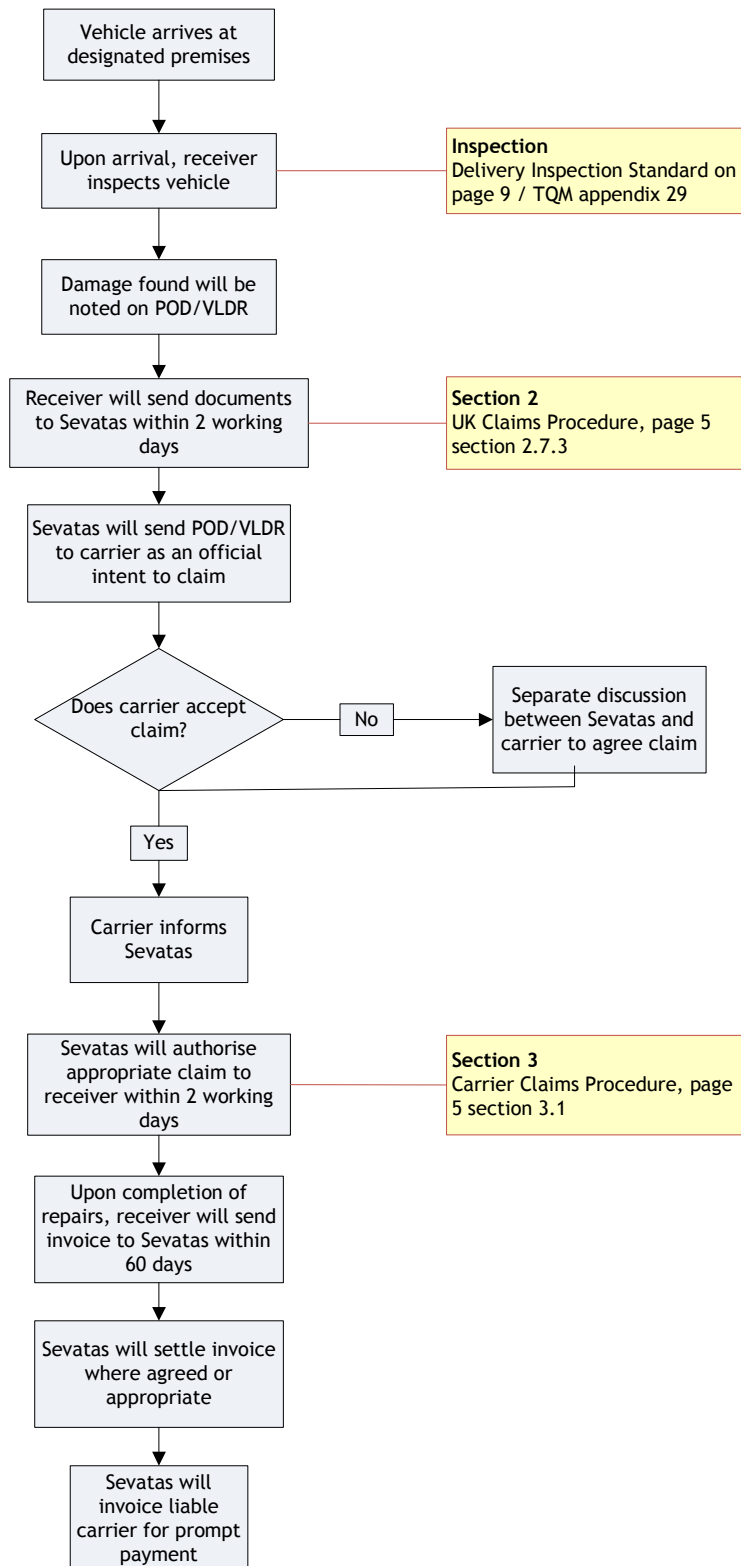 Vehicle arrives at
designated premises
Upon arrival, receiver
inspects vehicle
Inspection
Delivery Inspection Standard on
page 9 / TQM appendix 29
Damage found will be
noted on POD/VLDR
Receiver will send documents
to Sevatas within 2 working
days
Section 2
UK Claims Procedure, page 5
section 2.7.3
Sevatas will send POD/VLDR
to carrier as an official
intent to claim
Does carrier accept
claim?
No
Separate discussion
between Sevatas and
carrier to agree claim
Yes
Carrier informs
Sevatas
Sevatas will authorise
appropriate claim to
receiver within 2 working
days
Section 3
Carrier Claims Procedure, page
5 section 3.1
Upon completion of
repairs, receiver will send
invoice to Sevatas within
60 days
Sevatas will settle invoice
where agreed or
appropriate
Sevatas will
invoice liable
carrier for prompt
payment